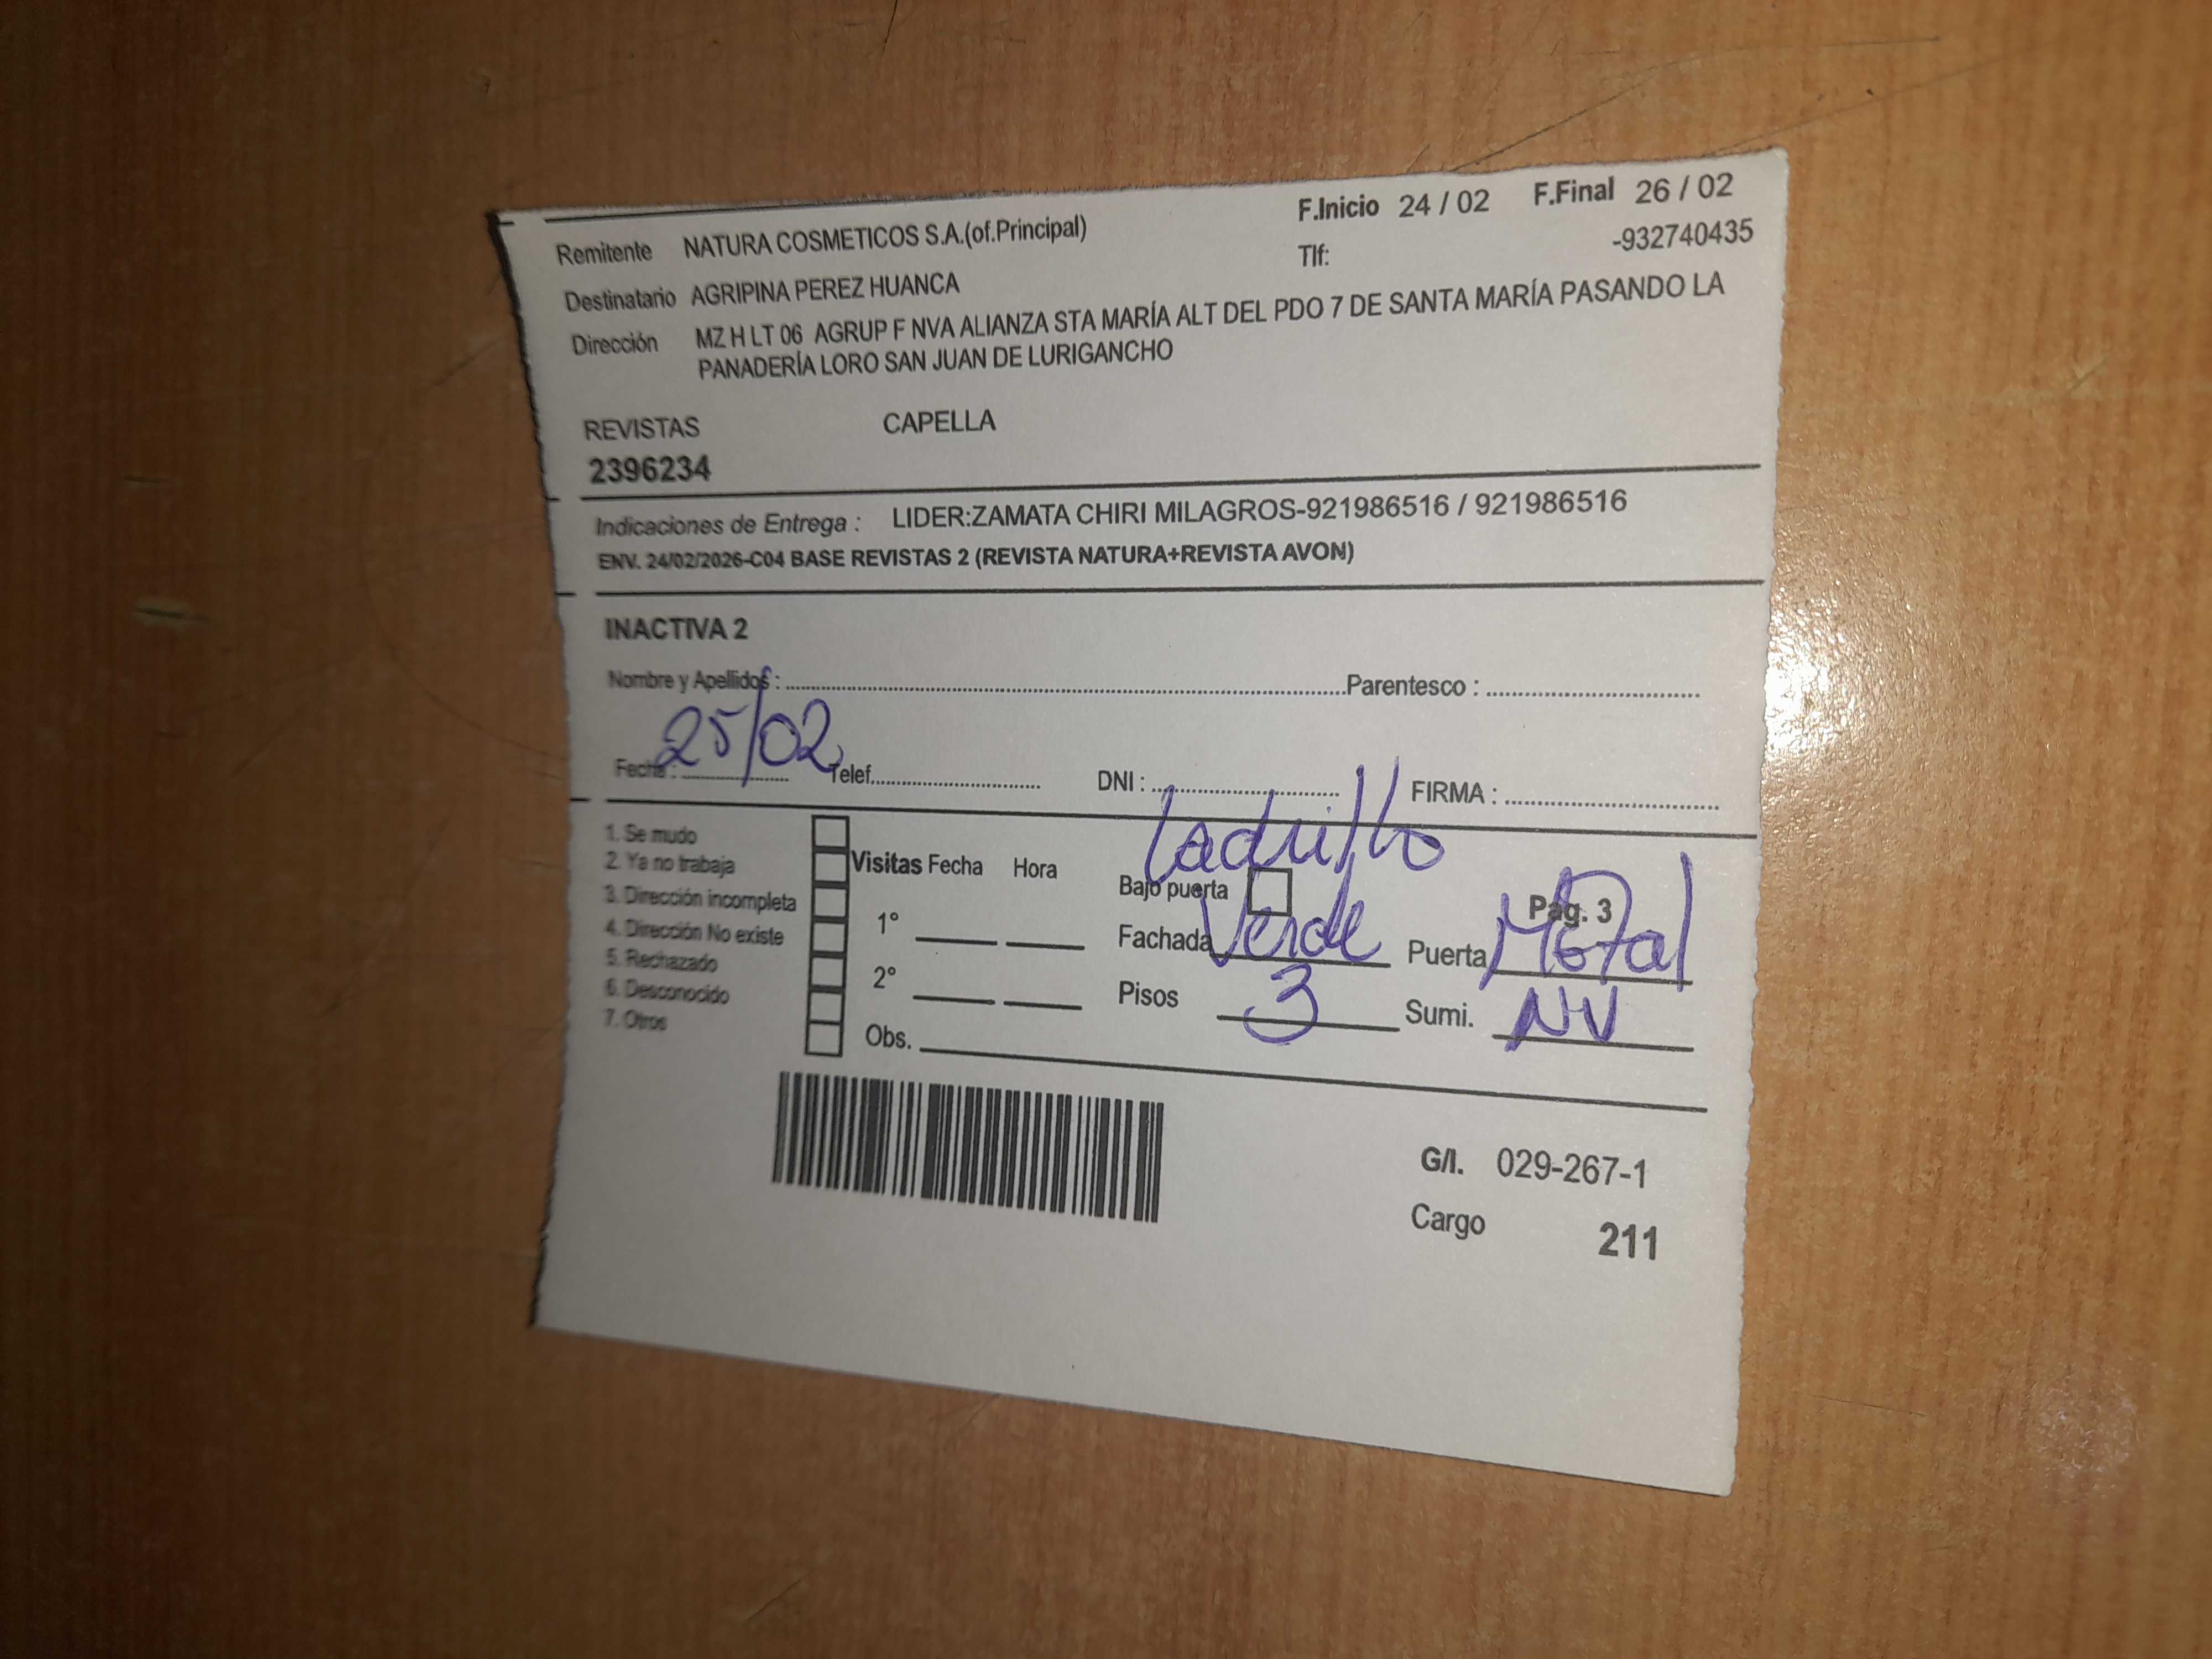 F.Inicio 24 / 02 F.Final 26 / 02
Remitente NATURA COSMETICOS S.A.(of.Principal) Tlf: -932740435
Destinatario AGRIPINA PEREZ HUANCA
Dirección MZ H LT 06 AGRUP F NVA ALIANZA STA MARÍA ALT DEL PDO 7 DE SANTA MARÍA PASANDO LA
PANADERÍA LORO SAN JUAN DE LURIGANCHO
REVISTAS CAPELLA
2396234
Indicaciones de Entrega : LIDER:ZAMATA CHIRI MILAGROS-921986516 / 921986516
ENV. 24/02/2026-C04 BASE REVISTAS 2 (REVISTA NATURA+REVISTA AVON)
INACTIVA 2
Nombre y Apellidos : Parentesco :
Fecha : 25/02 Telef. DNI : FIRMA :
1. Se mudo
2. Ya no trabaja
3. Dirección incompleta
4. Dirección No existe
5. Rechazado
6. Desconocido
7. Otros
Visitas Fecha Hora
1°
2°
Obs.
Ladrillo
Bajo puerta Pag. 3
Fachada Verde Puerta Metal
Pisos 3 Sumi. NV
G/I. 029-267-1
Cargo 211